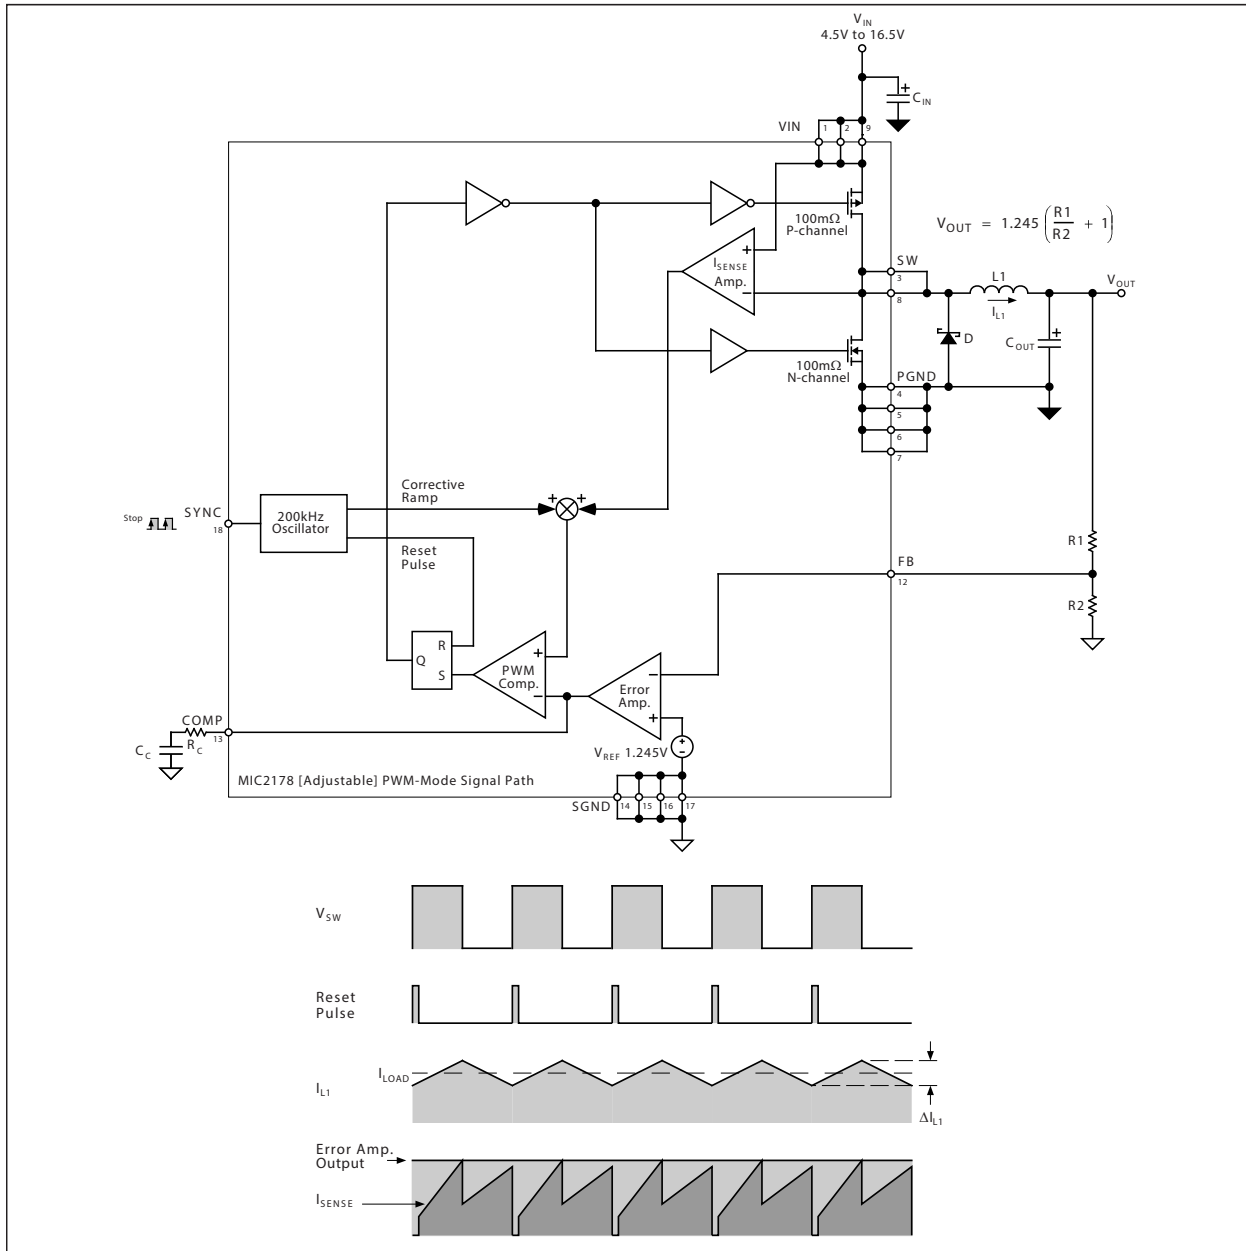 V_IN
4.5V to 16.5V
C_IN
VIN
1 2 9
100mΩ
P-channel
V_OUT = 1.245 (R1/R2 + 1)
I_SENSE
Amp.
+
−
SW
3
8
L1
I_L1
V_OUT
D
C_OUT
+
100mΩ
N-channel
PGND
4
5
6
7
Corrective
Ramp
+ +
Stop
SYNC
18
200kHz
Oscillator
Reset
Pulse
R1
FB
12
R2
R
Q
S
PWM
Comp.
+
−
Error
Amp.
−
+
COMP
13
R_C
C_C
V_REF 1.245V
+
−
MIC2178 [Adjustable] PWM-Mode Signal Path
SGND
14 15 16 17
V_SW
Reset
Pulse
I_LOAD
I_L1
ΔI_L1
Error Amp.
Output
I_SENSE